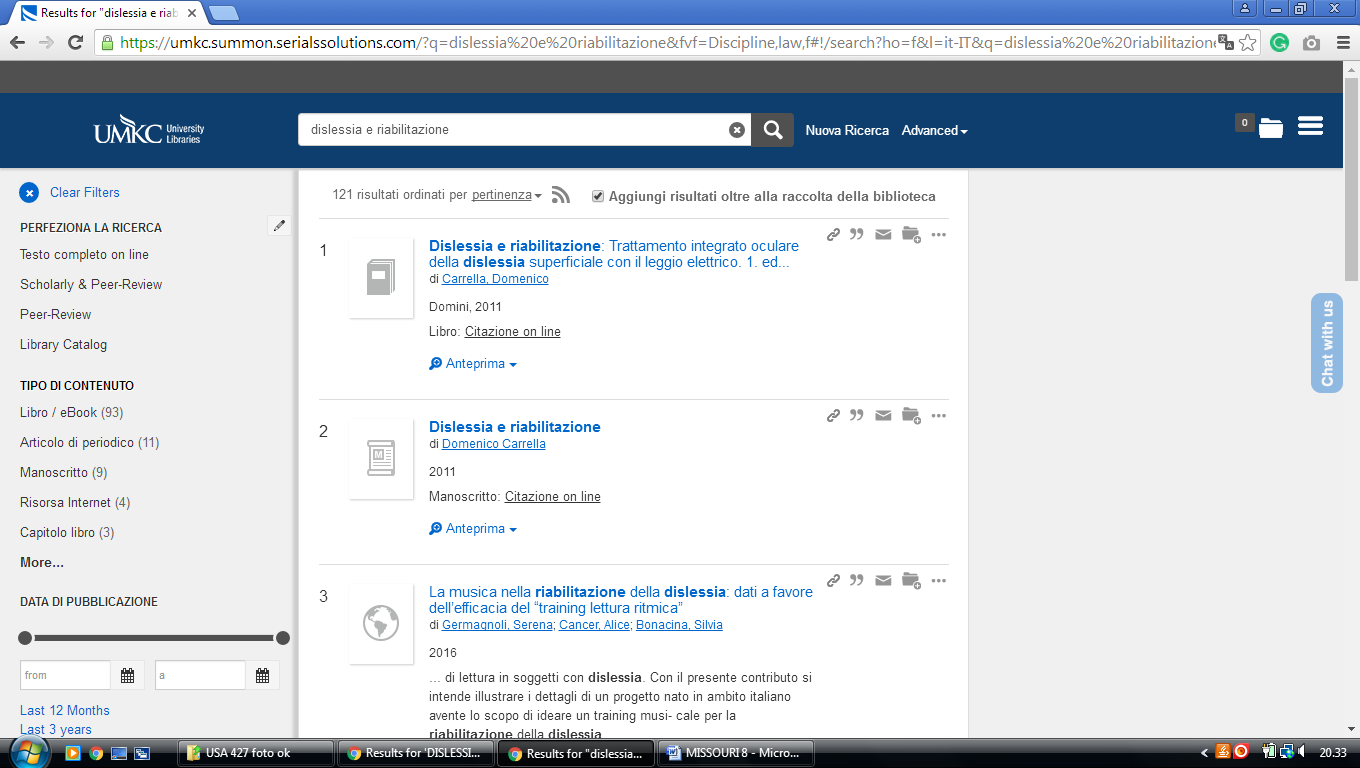 Results for "dislessia e riab
https://umkc.summon.serialssolutions.com/?q=dislessia%20e%20riabilitazione&fvf=Discipline,law,f#!/search?ho=f&l=it-IT&q=dislessia%20e%20riabilitazione
UMKC University Libraries
dislessia e riabilitazione
Nuova Ricerca
Advanced
0
Clear Filters
PERFEZIONA LA RICERCA
Testo completo on line
Scholarly & Peer-Review
Peer-Review
Library Catalog
TIPO DI CONTENUTO
Libro / eBook (93)
Articolo di periodico (11)
Manoscritto (9)
Risorsa Internet (4)
Capitolo libro (3)
More...
DATA DI PUBBLICAZIONE
from
a
Last 12 Months
Last 3 years
121 risultati ordinati per pertinenza
Aggiungi risultati oltre alla raccolta della biblioteca
1
Dislessia e riabilitazione: Trattamento integrato oculare
della dislessia superficiale con il leggio elettrico. 1. ed...
di Carrella, Domenico
Domini, 2011
Libro: Citazione on line
Anteprima
2
Dislessia e riabilitazione
di Domenico Carrella
2011
Manoscritto: Citazione on line
Anteprima
3
La musica nella riabilitazione della dislessia: dati a favore
dell'efficacia del “training lettura ritmica”
di Germagnoli, Serena; Cancer, Alice; Bonacina, Silvia
2016
... di lettura in soggetti con dislessia. Con il presente contributo si
intende illustrare i dettagli di un progetto nato in ambito italiano
avente lo scopo di ideare un training musi- cale per la
riabilitazione della dislessia
Chat with us
USA 427 foto ok
Results for 'DISLESSI...
Results for "dislessia...
MISSOURI 8 - Micro...
20.33